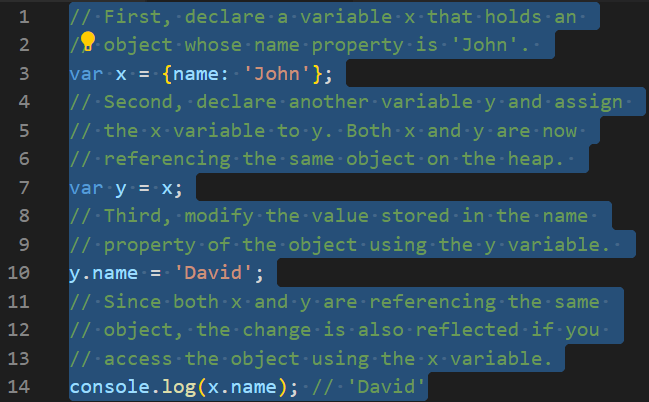 1 // First, declare a variable x that holds an
2 // object whose name property is 'John'.
3 var x = {name: 'John'};
4 // Second, declare another variable y and assign
5 // the x variable to y. Both x and y are now
6 // referencing the same object on the heap.
7 var y = x;
8 // Third, modify the value stored in the name
9 // property of the object using the y variable.
10 y.name = 'David';
11 // Since both x and y are referencing the same
12 // object, the change is also reflected if you
13 // access the object using the x variable.
14 console.log(x.name); // 'David'